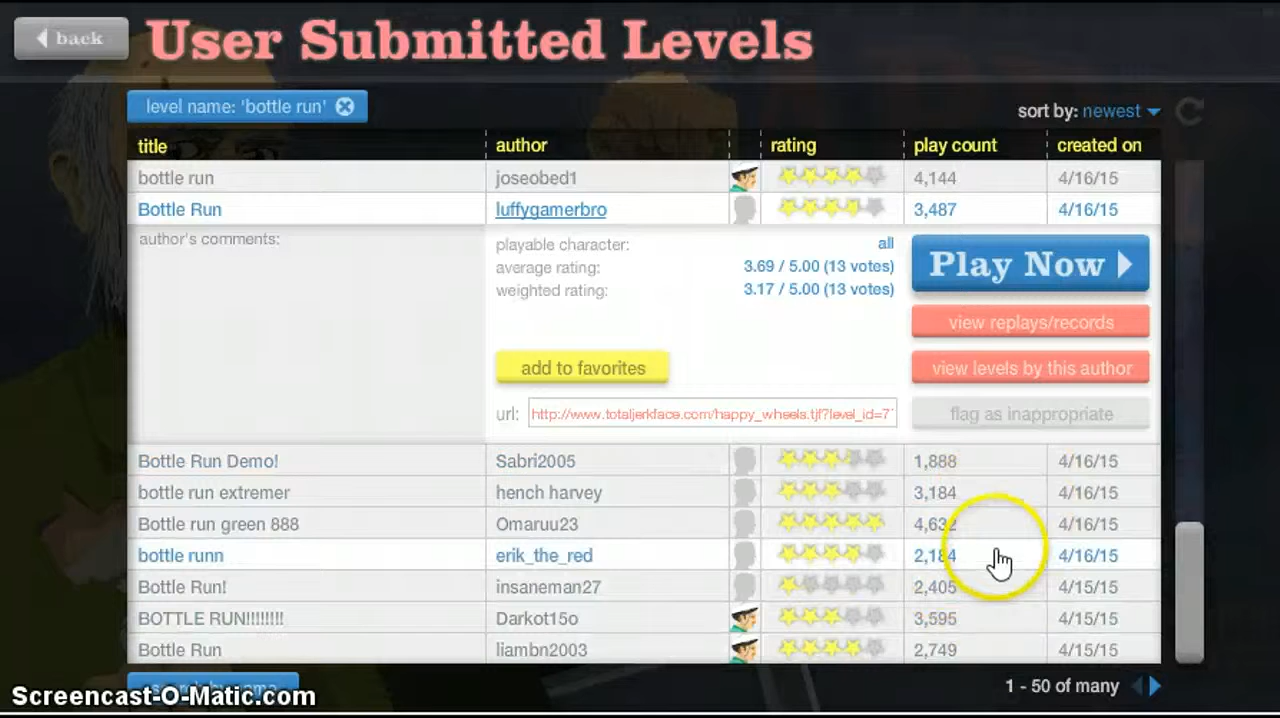 back
User Submitted Levels
level name: 'bottle run'
sort by: newest
title author rating play count created on
bottle run joseobed1 4,144 4/16/15
Bottle Run luffygamerbro 3,487 4/16/15
author's comments:
playable character: all
average rating: 3.69 / 5.00 (13 votes)
weighted rating: 3.17 / 5.00 (13 votes)
add to favorites
url: http://www.totaljerkface.com/happy_wheels.tjf?level_id=7
Play Now
view replays/records
view levels by this author
flag as inappropriate
Bottle Run Demo! Sabri2005 1,888 4/16/15
bottle run extremer hench harvey 3,184 4/16/15
Bottle run green 888 Omaruu23 4,632 4/16/15
bottle runn erik_the_red 2,184 4/16/15
Bottle Run! insaneman27 2,405 4/15/15
BOTTLE RUN!!!!!!!! Darkot15o 3,595 4/15/15
Bottle Run liambn2003 2,749 4/15/15
1 - 50 of many
Screencast-O-Matic.com